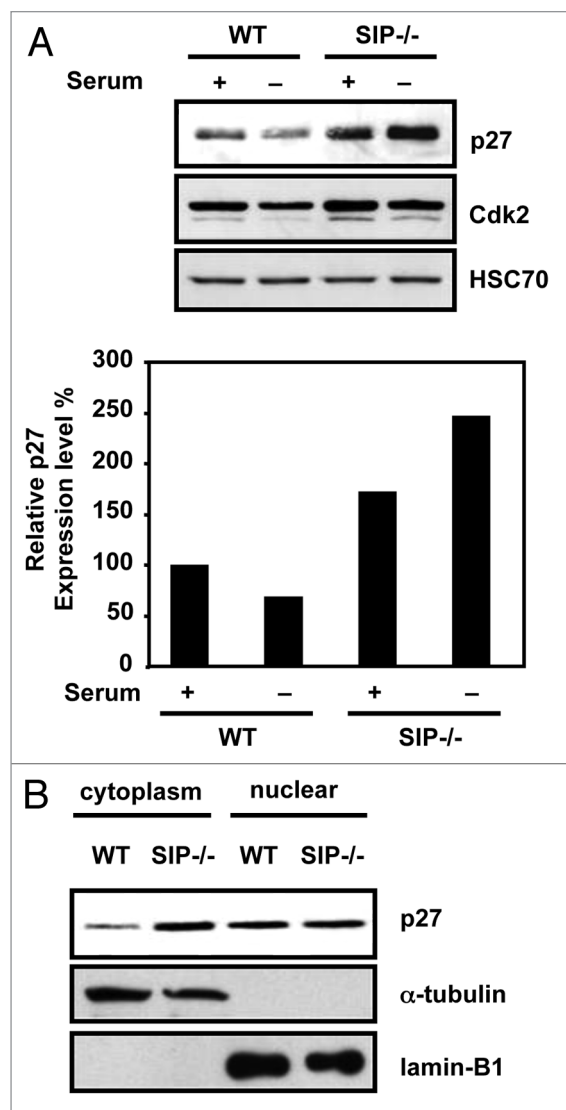 A
WT SIP-/-
Serum + – + –
p27
Cdk2
HSC70
300
250
200
150
100
50
0
Relative p27
Expression level %
Serum + – + –
WT SIP-/-
B
cytoplasm nuclear
WT SIP-/- WT SIP-/-
p27
α-tubulin
lamin-B1